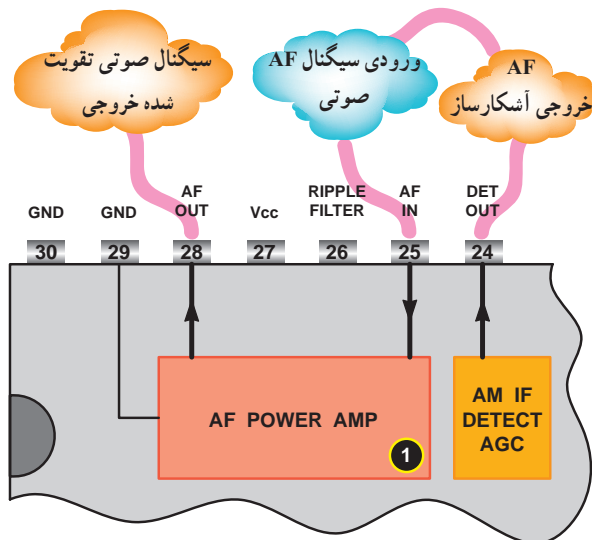 سیگنال صوتی تقویت
شده خروجی
ورودی سیگنال AF
صوتی
AF
خروجی آشکارساز
GND
GND
AF
OUT
Vcc
RIPPLE
FILTER
AF
IN
DET
OUT
30
29
28
27
26
25
24
AF POWER AMP
1
AM IF
DETECT
AGC